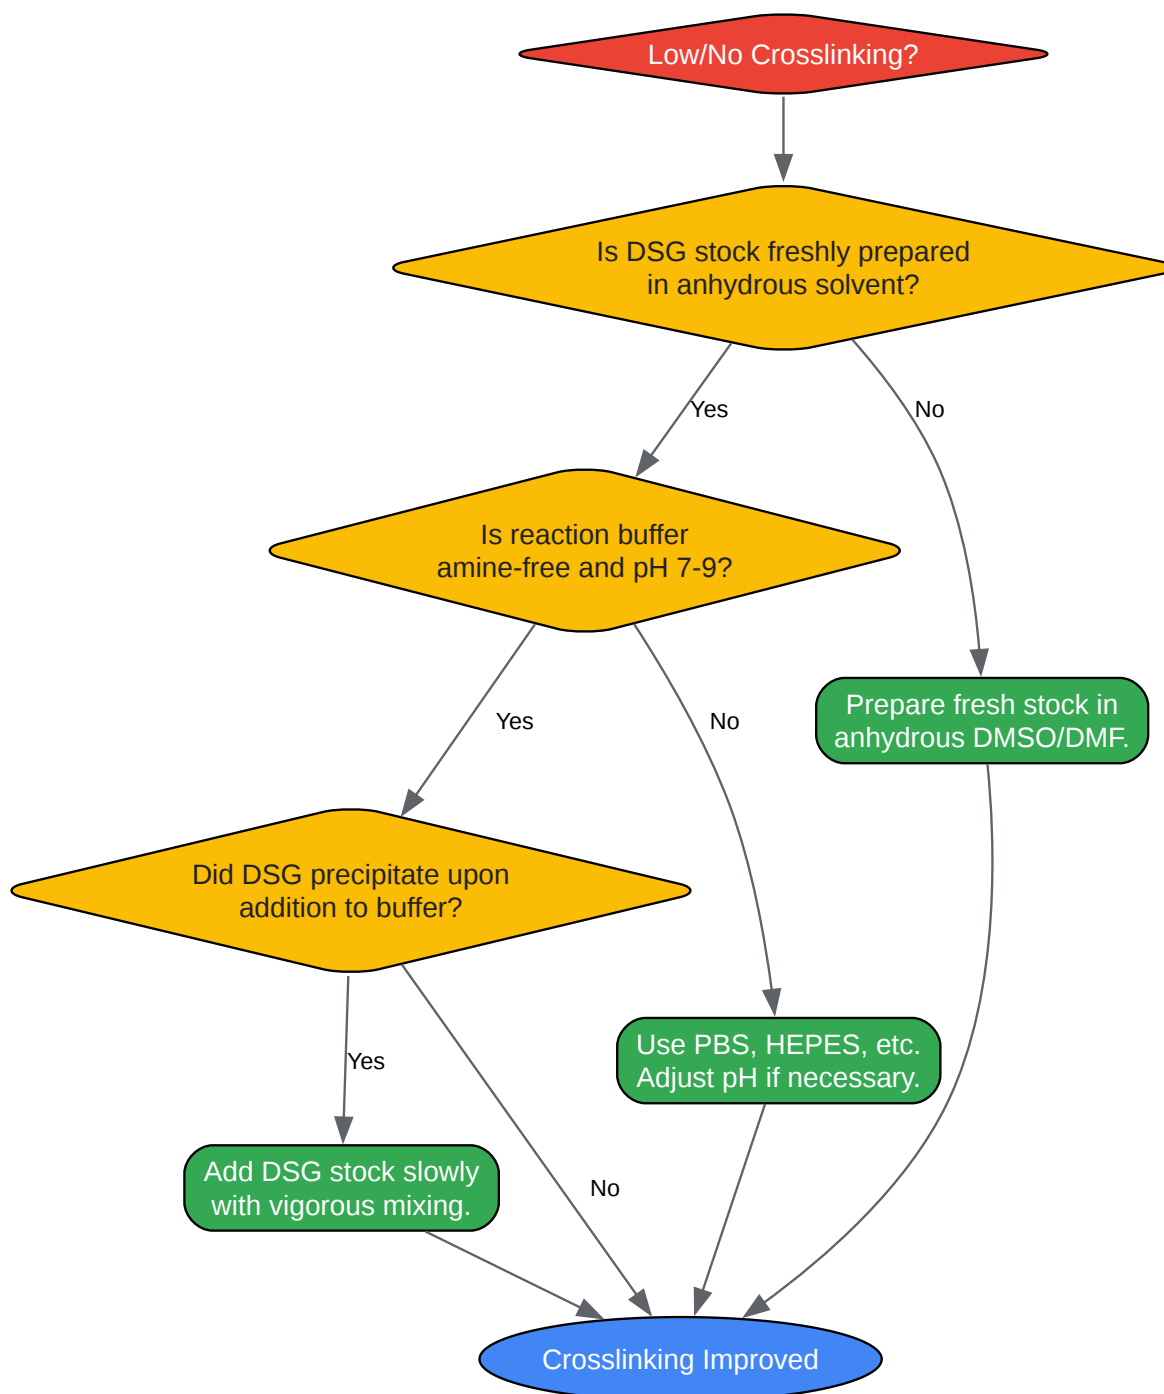 Low/No Crosslinking?
Is DSG stock freshly prepared
in anhydrous solvent?
Yes
No
Is reaction buffer
amine-free and pH 7-9?
Yes
No
Prepare fresh stock in
anhydrous DMSO/DMF.
Did DSG precipitate upon
addition to buffer?
Yes
No
Use PBS, HEPES, etc.
Adjust pH if necessary.
Add DSG stock slowly
with vigorous mixing.
Crosslinking Improved